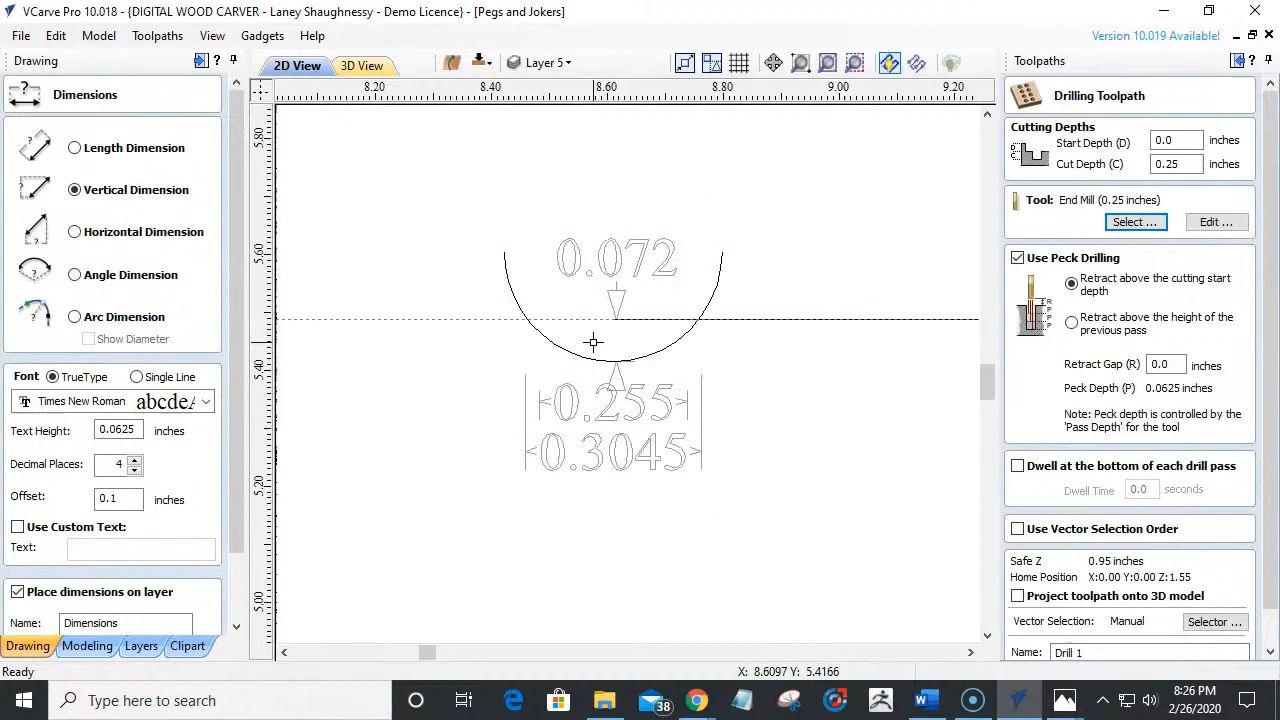 VCarve Pro 10.018 - {DIGITAL WOOD CARVER - Laney Shaughnessy - Demo Licence} - [Pegs and Jokers]
File Edit Model Toolpaths View Gadgets Help Version 10.019 Available!
Drawing ?
2D View 3D View Layer 5
Toolpaths ?
Dimensions
Length Dimension
Vertical Dimension
Horizontal Dimension
Angle Dimension
Arc Dimension
Show Diameter
Font TrueType Single Line
Times New Roman abcdeA
Text Height: 0.0625 inches
Decimal Places: 4
Offset: 0.1 inches
Use Custom Text:
Text:
Place dimensions on layer
Name: Dimensions
Drawing Modeling Layers Clipart
8.20 8.40 8.60 8.80 9.00 9.20
5.80
5.60
5.40
5.20
5.00
0.072
0.255
0.3045
Drilling Toolpath
Cutting Depths
Start Depth (D) 0.0 inches
Cut Depth (C) 0.25 inches
Tool: End Mill (0.25 inches)
Select ... Edit ...
Use Peck Drilling
Retract above the cutting start depth
Retract above the height of the previous pass
R
P
P
P
Retract Gap (R) 0.0 inches
Peck Depth (P) 0.0625 inches
Note: Peck depth is controlled by the
'Pass Depth' for the tool
Dwell at the bottom of each drill pass
Dwell Time 0.0 seconds
Use Vector Selection Order
Safe Z 0.95 inches
Home Position X:0.00 Y:0.00 Z:1.55
Project toolpath onto 3D model
Vector Selection: Manual Selector ...
Name: Drill 1
Ready X: 8.6097 Y: 5.4166
Type here to search
38
8:26 PM
2/26/2020